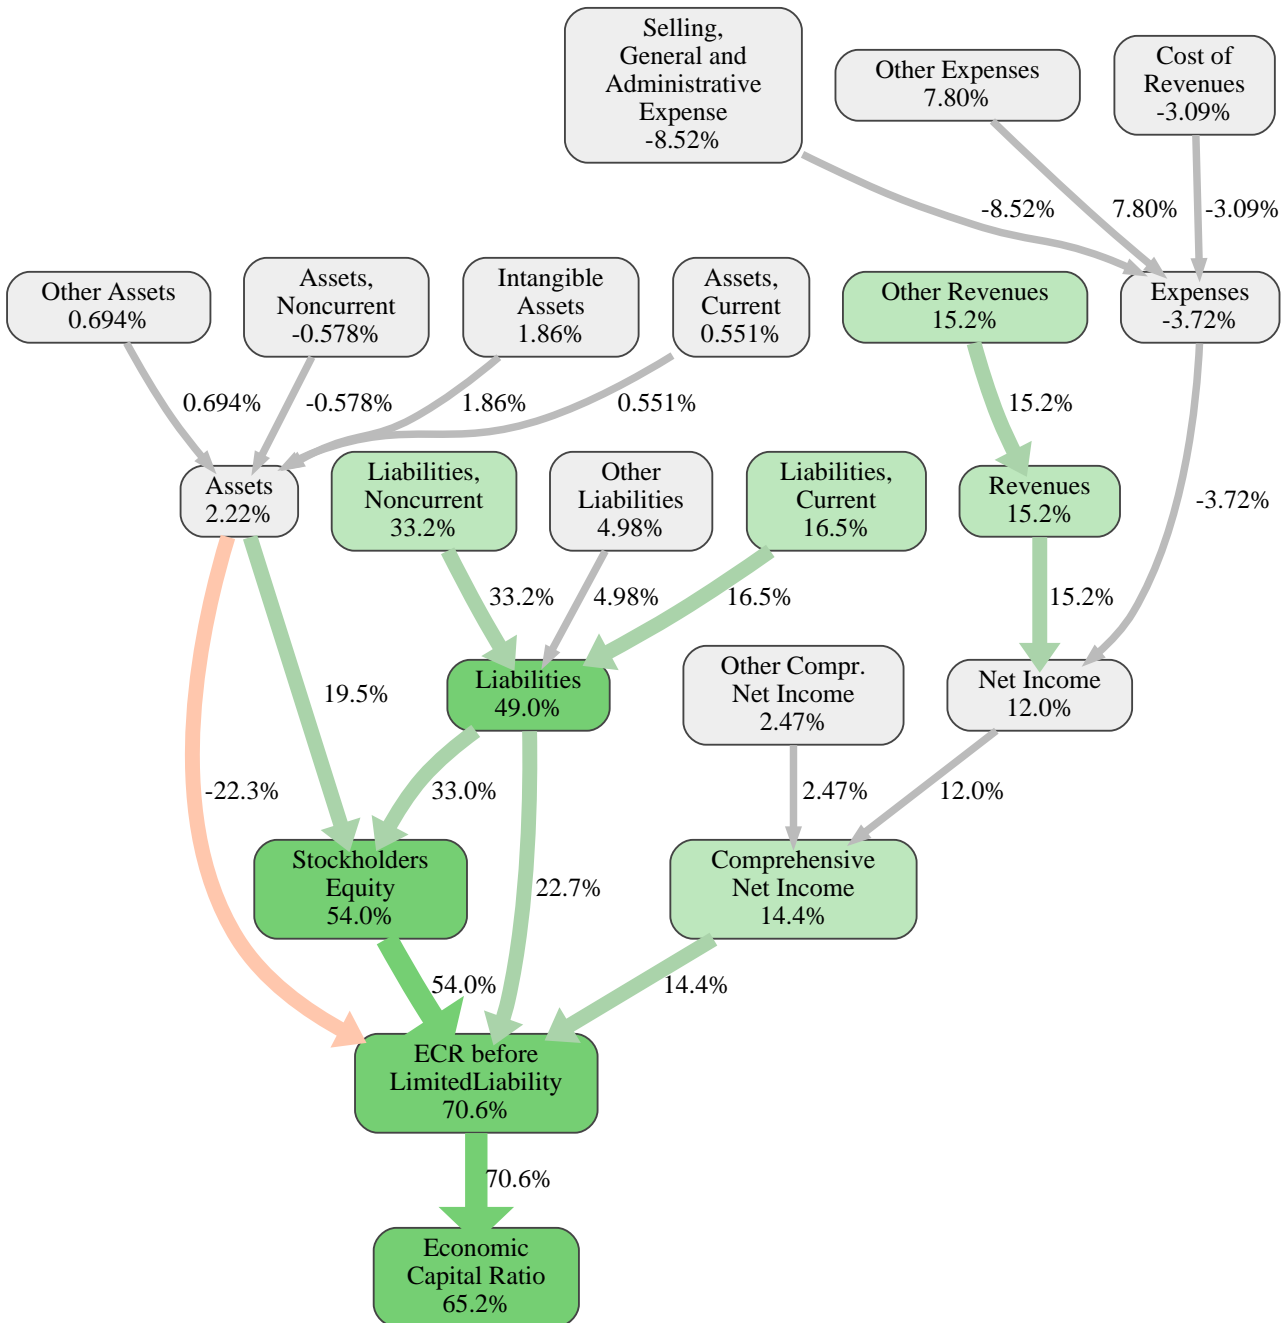 Selling,
General and
Administrative
Expense
-8.52%
Other Expenses
7.80%
Cost of
Revenues
-3.09%
-8.52%
7.80%
-3.09%
Other Assets
0.694%
Assets,
Noncurrent
-0.578%
Intangible
Assets
1.86%
Assets,
Current
0.551%
Other Revenues
15.2%
Expenses
-3.72%
0.694%
-0.578%
1.86%
0.551%
15.2%
Assets
2.22%
Liabilities,
Noncurrent
33.2%
Other
Liabilities
4.98%
Liabilities,
Current
16.5%
Revenues
15.2%
-3.72%
33.2%
4.98%
16.5%
15.2%
Liabilities
49.0%
Other Compr.
Net Income
2.47%
Net Income
12.0%
19.5%
-22.3%
33.0%
2.47%
12.0%
Stockholders
Equity
54.0%
22.7%
Comprehensive
Net Income
14.4%
54.0%
14.4%
ECR before
LimitedLiability
70.6%
70.6%
Economic
Capital Ratio
65.2%